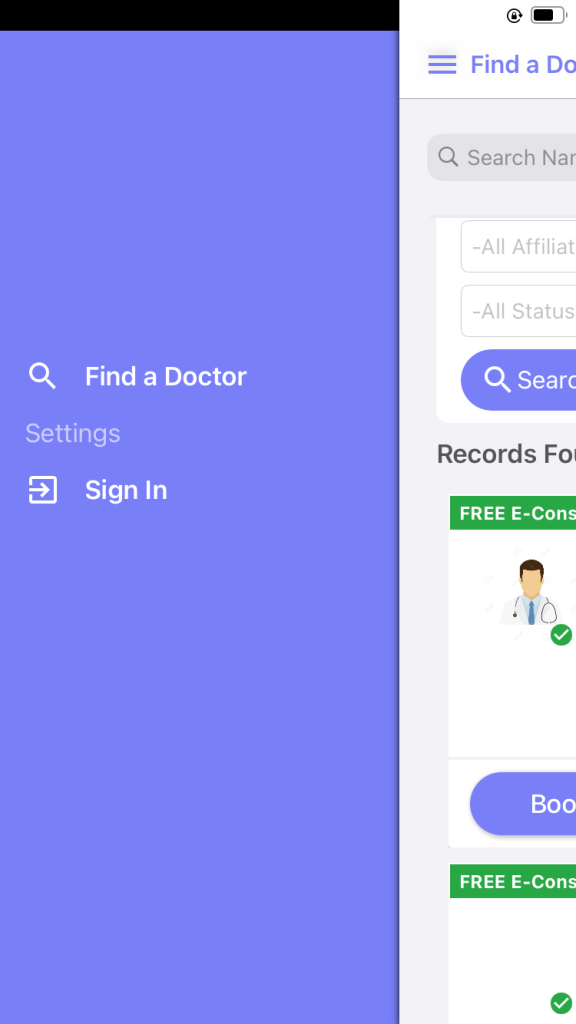 Find a Doctor
Settings
Sign In
Find a Do
Search Nar
-All Affiliat
-All Status
Searc
Records Fou
FREE E-Cons
Boo
FREE E-Cons